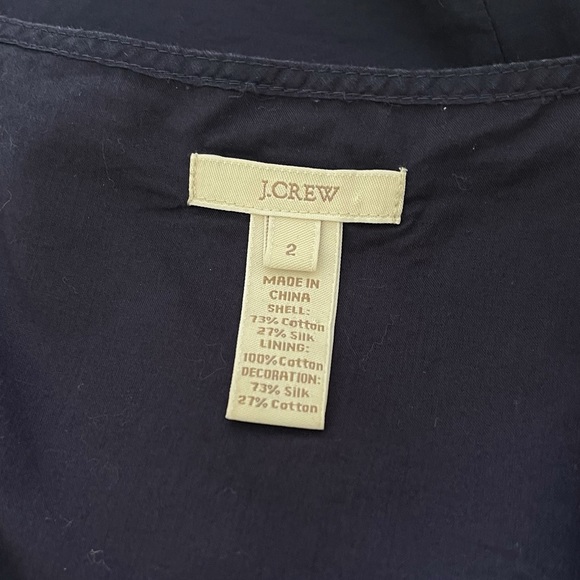 J.CREW
2
MADE IN
CHINA
SHELL:
73% Cotton
27% Silk
LINING:
100% Cotton
DECORATION:
73% Silk
27% Cotton